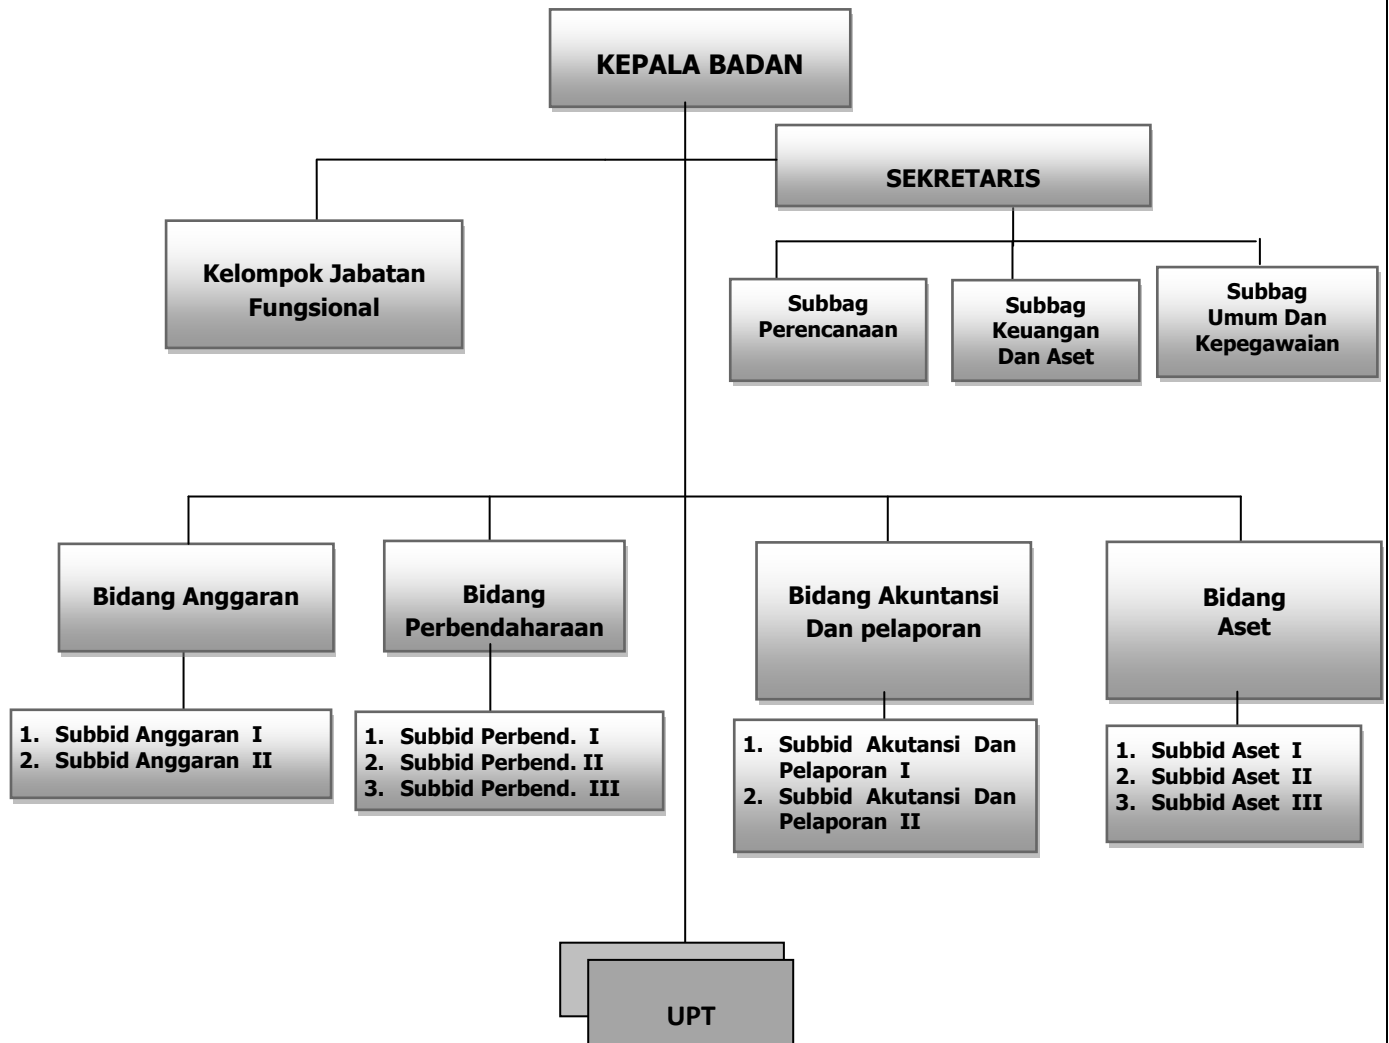 KEPALA BADAN
SEKRETARIS
Kelompok Jabatan
Fungsional
Subbag
Perencanaan
Subbag
Keuangan
Dan Aset
Subbag
Umum Dan
Kepegawaian
Bidang Anggaran
Bidang
Perbendaharaan
Bidang Akuntansi
Dan pelaporan
Bidang
Aset
1. Subbid Anggaran I
2. Subbid Anggaran II
1. Subbid Perbend. I
2. Subbid Perbend. II
3. Subbid Perbend. III
1. Subbid Akutansi Dan
Pelaporan I
2. Subbid Akutansi Dan
Pelaporan II
1. Subbid Aset I
2. Subbid Aset II
3. Subbid Aset III
UPT